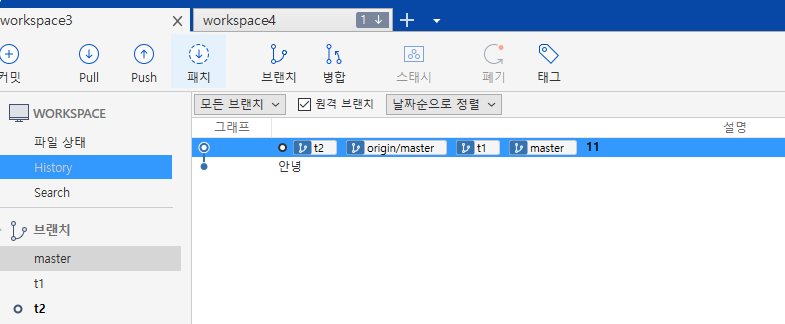 workspace3
workspace4 1
커밋 Pull Push 패치 브랜치 병합 스태시 폐기 태그
WORKSPACE
모든 브랜치 원격 브랜치 날짜순으로 정렬
그래프 설명
파일 상태
t2 origin/master t1 master 11
History
안녕
Search
브랜치
master
t1
t2